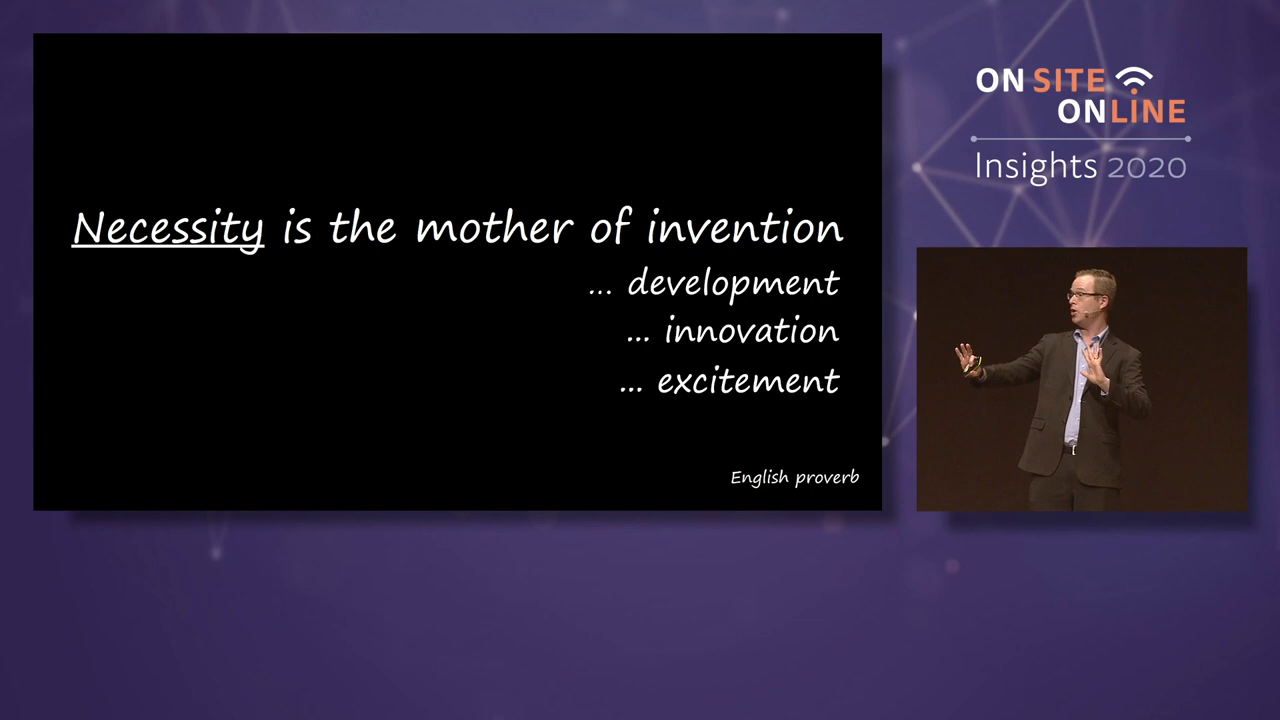 Necessity is the mother of invention
... development
... innovation
... excitement
English proverb
ON SITE
ONLINE
Insights 2020